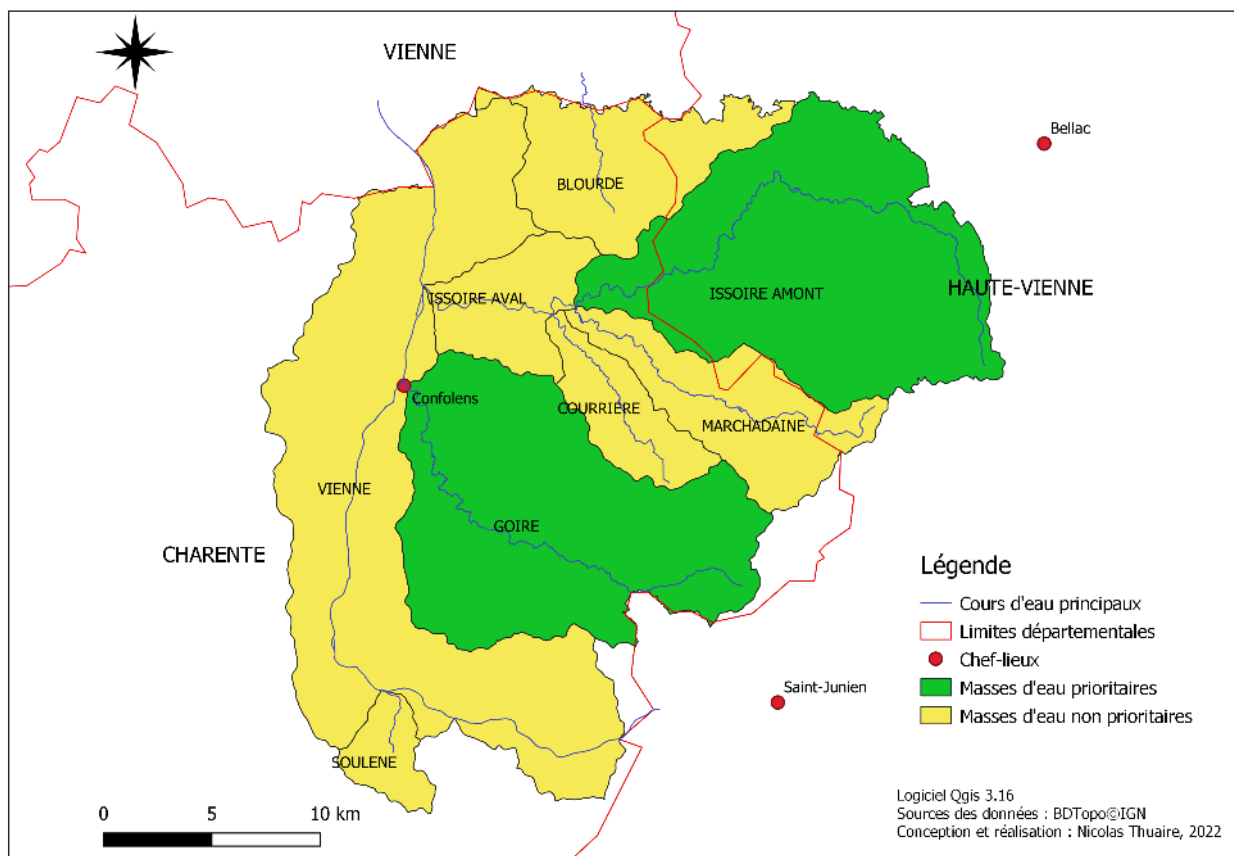 VIENNE
Bellac
BLOURDE
ISSOIRE AVAL
ISSOIRE AMONT
HAUTE-VIENNE
Confolens
COURRIERE
MARCHADAINE
VIENNE
GOIRE
CHARENTE
Légende
Cours d'eau principaux
Limites départementales
Chef-lieux
Masses d'eau prioritaires
Masses d'eau non prioritaires
Saint-Junien
SOULENE
0 5 10 km
Logiciel Qgis 3.16
Sources des données : BDTopo©IGN
Conception et réalisation : Nicolas Thuaire, 2022